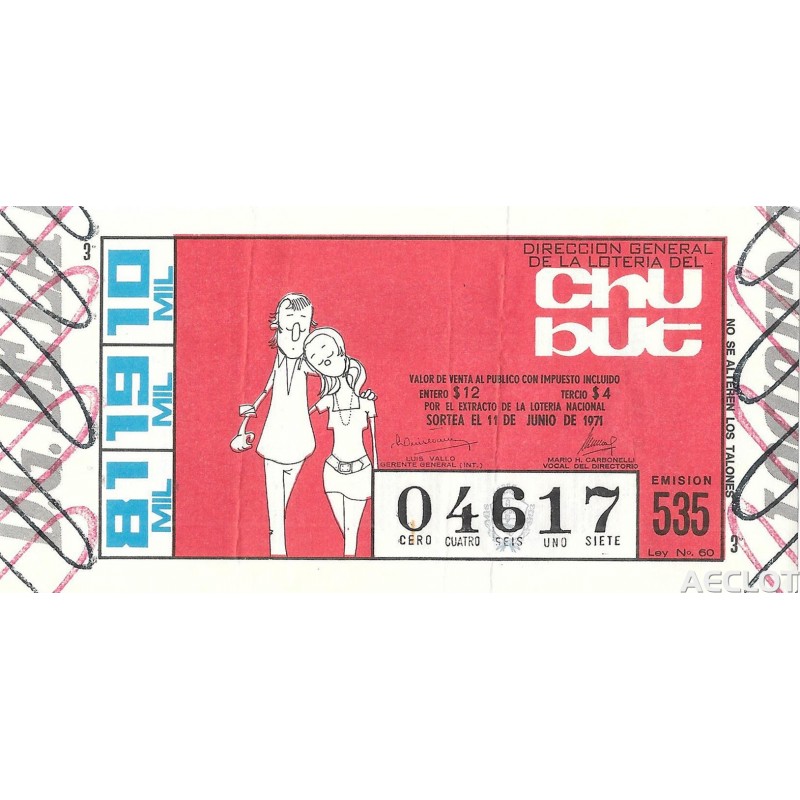 3
10 MIL
19 MIL
81 MIL
DIRECCION GENERAL
DE LA LOTERIA DEL
chu
but
VALOR DE VENTA AL PUBLICO CON IMPUESTO INCLUIDO
ENTERO $ 12 TERCIO $ 4
POR EL EXTRACTO DE LA LOTERIA NACIONAL
SORTEA EL 11 DE JUNIO DE 1971
LUIS VALLO
GERENTE GENERAL (INT.)
MARIO H. CARBONELLI
VOCAL DEL DIRECTORIO
04617
CERO CUATRO SEIS UNO SIETE
EMISION
535
Ley. No. 60
NO SE ALTEREN LOS TALONES
3
AECLOT